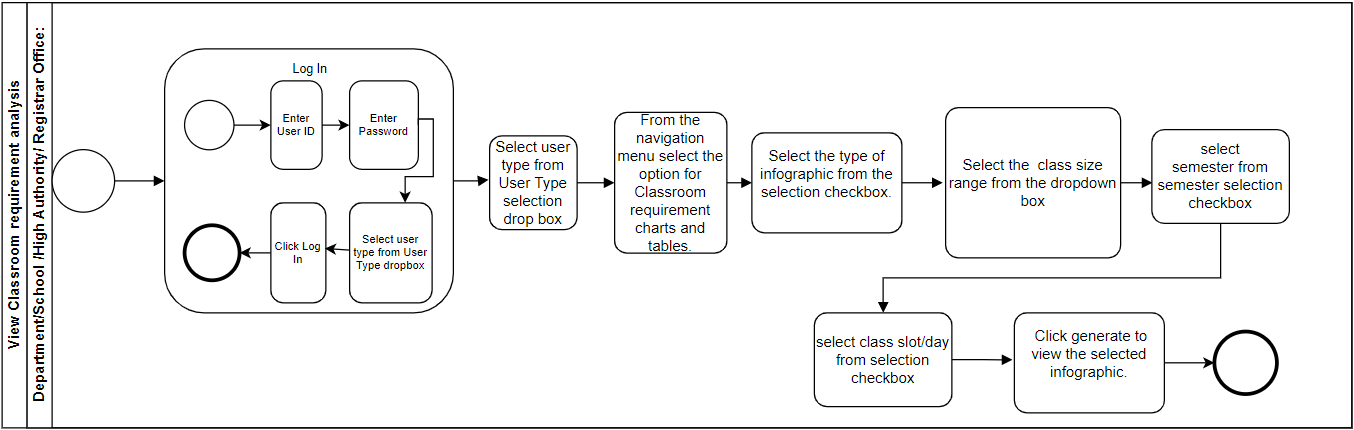 View Classroom requirement analysis
Department/School /High Authority/ Registrar Office:
Log In
Enter
User ID
Enter
Password
Select user
type from User
Type dropbox
Click Log
In
Select user
type from
User Type
selection
drop box
From the
navigation
menu select the
option for
Classroom
requirement
charts and
tables.
Select the type of
infographic from the
selection checkbox.
Select the  class size
range from the dropdown
box
select
semester from
semester selection
checkbox
select class slot/day
from selection
checkbox
Click generate to
view the selected
infographic.